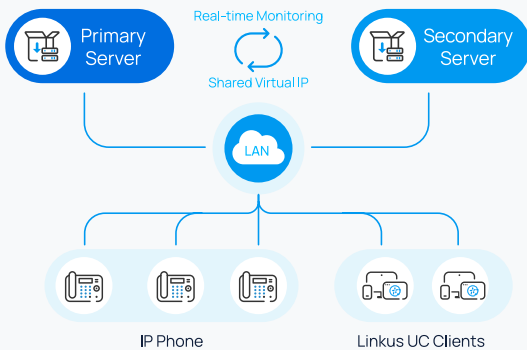 Real-time Monitoring
Primary
Server
Secondary
Server
Shared Virtual IP
LAN
IP Phone
Linkus UC Clients